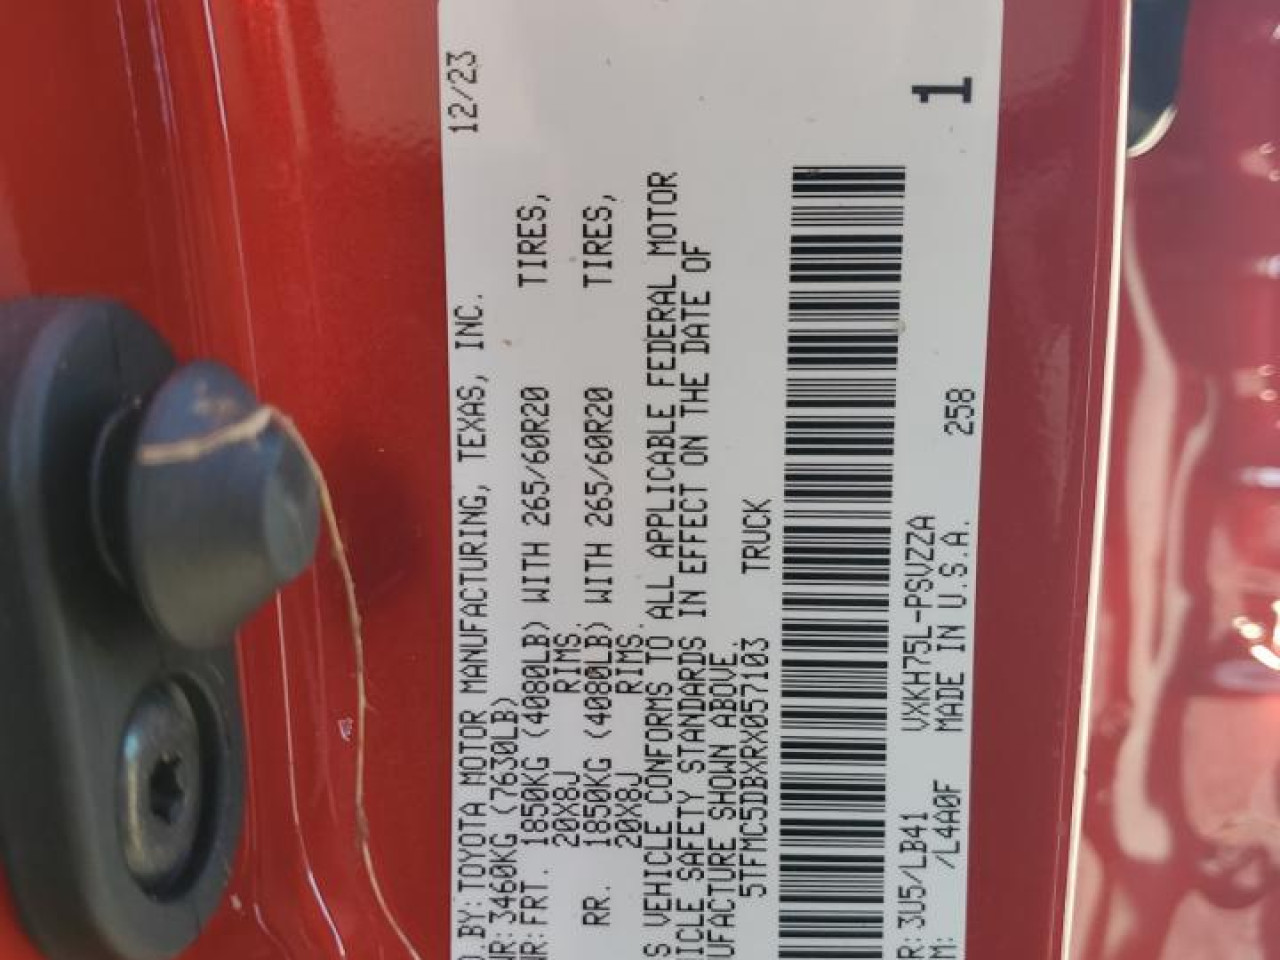 D.BY:TOYOTA MOTOR MANUFACTURING, TEXAS, INC. 12/23
WR:3460KG (7630LB)
WR:FRT. 1850KG (4080LB) WITH 265/60R20 TIRES,
20X8J RIMS.
RR. 1850KG (4080LB) WITH 265/60R20 TIRES,
20X8J RIMS.
S VEHICLE CONFORMS TO ALL APPLICABLE FEDERAL MOTOR
ICLE SAFETY STANDARDS IN EFFECT ON THE DATE OF
UFACTURE SHOWN ABOVE.
5TFMC5DBXRX057103 TRUCK
R: 3U5/LB41 VXKH75L-PSVZZA
M: /L4A0F MADE IN U.S.A. 258
1